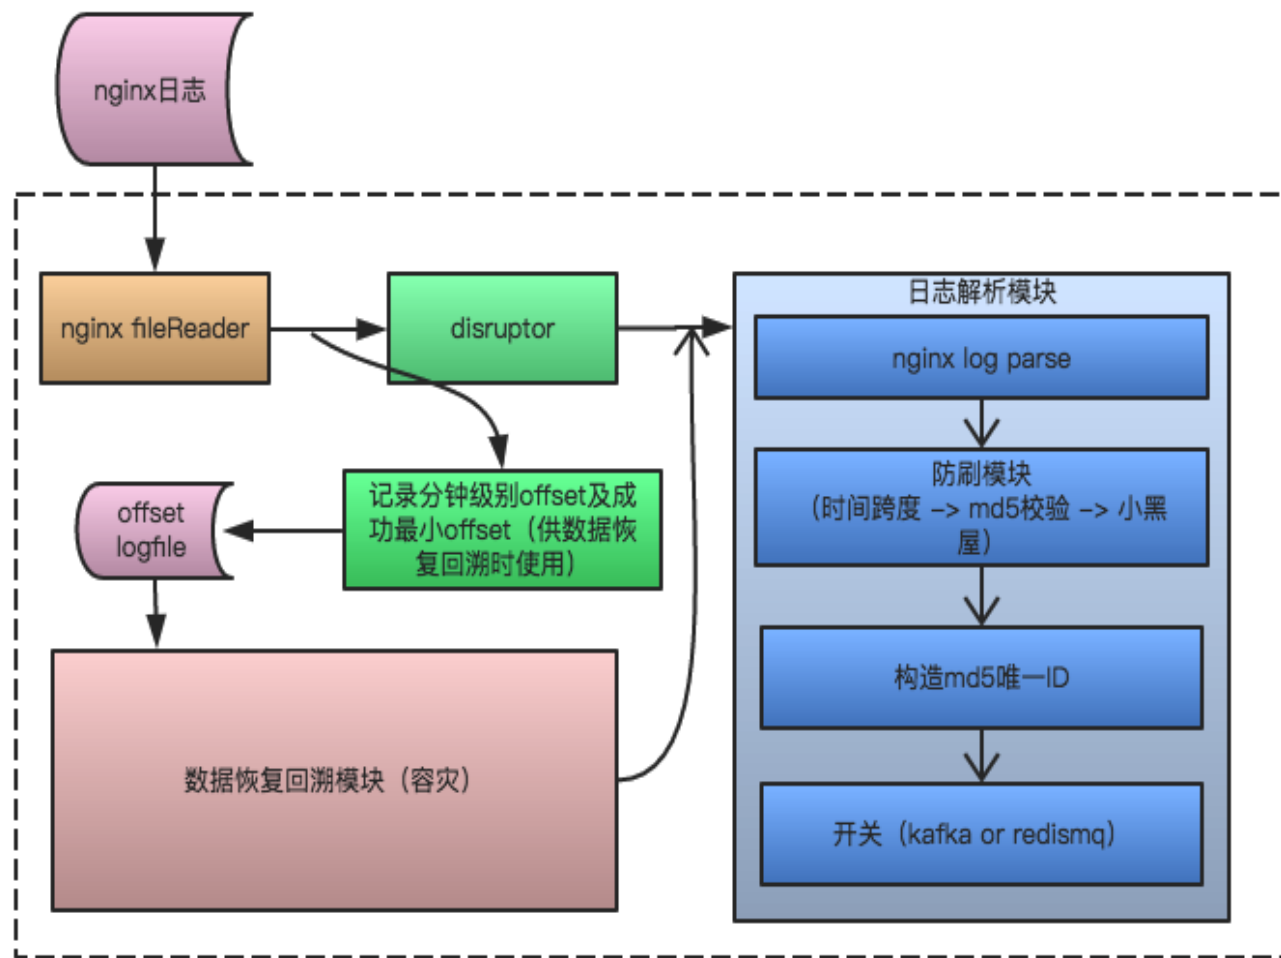 nginx日志
nginx fileReader
disruptor
日志解析模块
nginx log parse
防刷模块
（时间跨度 –> md5校验 –> 小黑
屋）
构造md5唯一ID
开关（kafka or redismq）
记录分钟级别offset及成
功最小offset（供数据恢
复回溯时使用）
offset
logfile
数据恢复回溯模块（容灾）